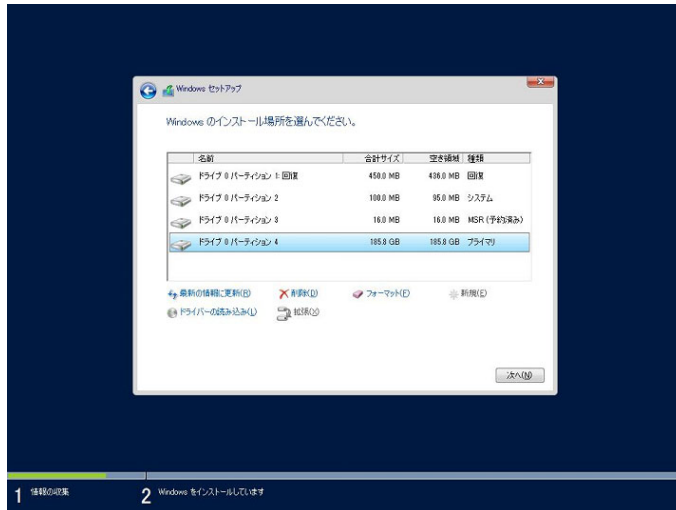 Windows セットアップ
Windows のインストール場所を選んでください。
名前 合計サイズ 空き領域 種類
ドライブ 0 パーティション 1: 回復 450.0 MB 436.0 MB 回復
ドライブ 0 パーティション 2 100.0 MB 95.0 MB システム
ドライブ 0 パーティション 3 16.0 MB 16.0 MB MSR (予約済み)
ドライブ 0 パーティション 4 185.8 GB 185.8 GB プライマリ
最新の情報に更新(R) 削除(D) フォーマット(F) 新規(E)
ドライバーの読み込み(L) 拡張(X)
次へ(N)
1 情報の収集 2 Windows をインストールしています